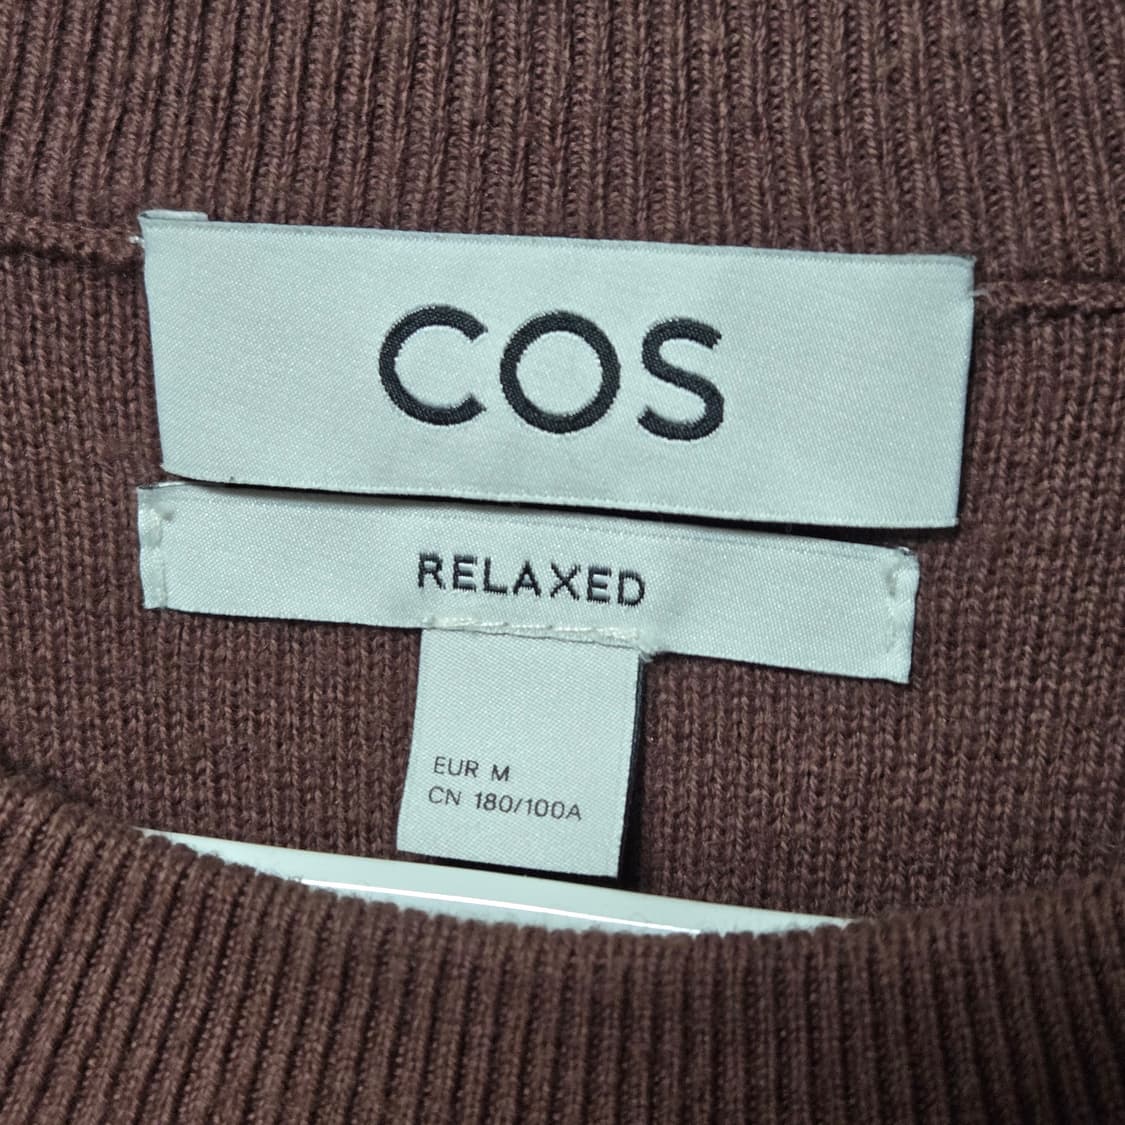 COS
RELAXED
EUR M
CN 180/100A